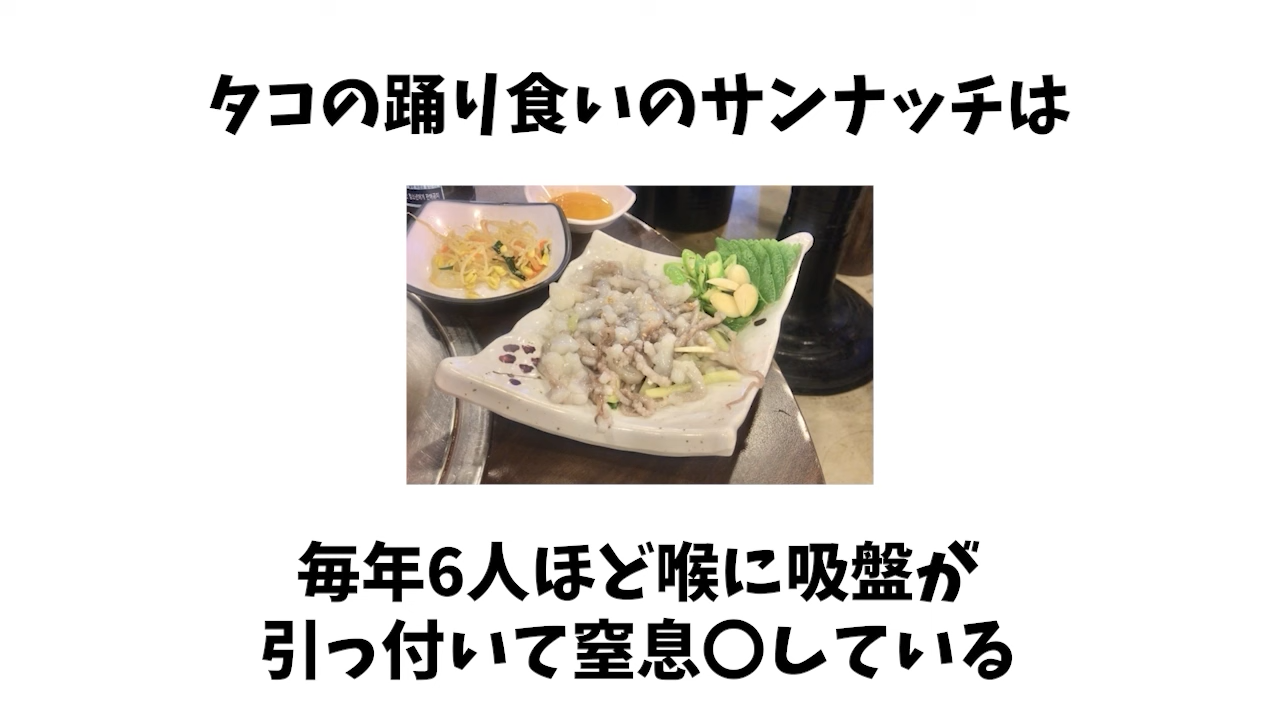 タコの踊り食いのサンナッチは
毎年6人ほど喉に吸盤が
引っ付いて窒息〇している